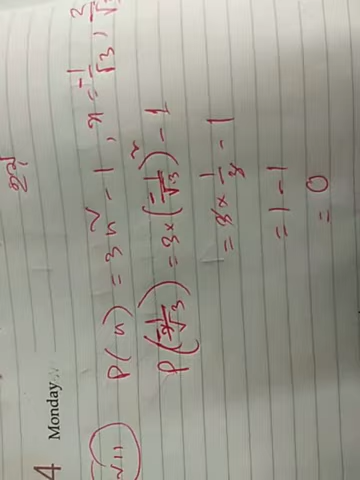 4 Monday
P(x) = 3x² - 1, x = -1/√3, 2/√3
P(-1/√3) = 3×(-1/√3)² - 1
= 3 × 1/3 - 1
= 1 - 1
= 0